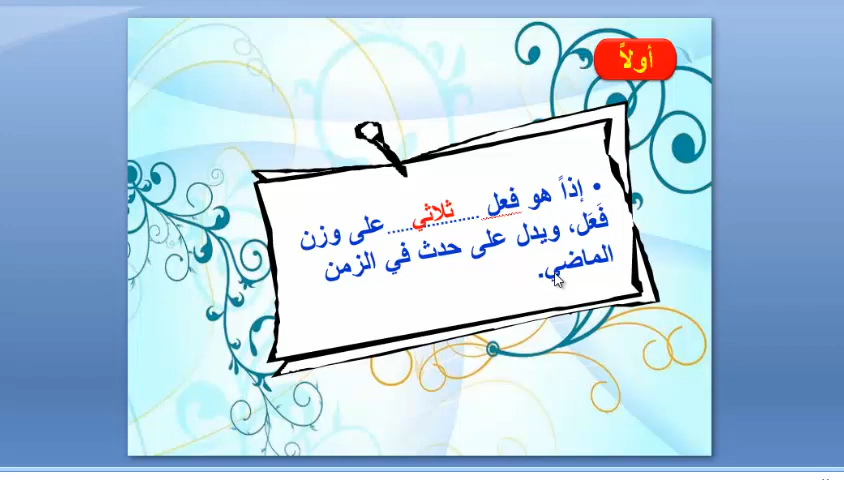 أولاً
• إذاً هو فعل ......ثلاثي...... على وزن
فَعَل، ويدل على حدث في الزمن
الماضي.